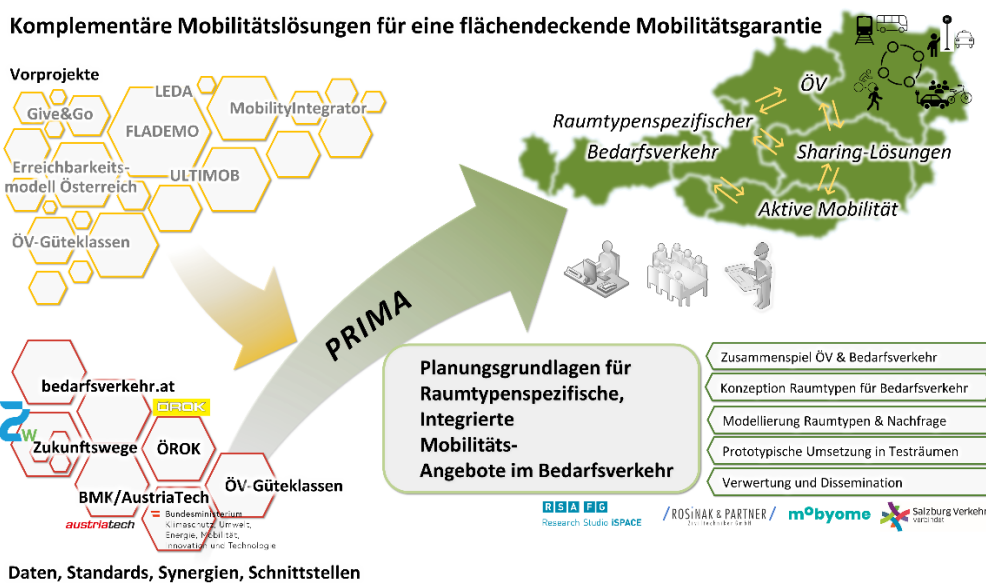 Komplementäre Mobilitätslösungen für eine flächendeckende Mobilitätsgarantie
Vorprojekte
LEDA
Give&Go
MobilityIntegrator
FLADEMO
Erreichbarkeits-
modell Österreich
ULTIMOB
ÖV-Güteklassen
ÖV
Raumtypenspezifischer
Bedarfsverkehr
Sharing-Lösungen
Aktive Mobilität
PRIMA
Planungsgrundlagen für
Raumtypenspezifische,
Integrierte
Mobilitäts-
Angebote im Bedarfsverkehr
Zusammenspiel ÖV & Bedarfsverkehr
Konzeption Raumtypen für Bedarfsverkehr
Modellierung Raumtypen & Nachfrage
Prototypische Umsetzung in Testräumen
Verwertung und Dissemination
bedarfsverkehr.at
ÖROK
Zukunftswege
ÖROK
BMK/AustriaTech
ÖV-Güteklassen
austriatech
Bundesministerium
Klimaschutz, Umwelt,
Energie, Mobilität,
Innovation und Technologie
RSA FG
Research Studio iSPACE
ROSiNAK & PARTNER
Ziviltechniker GmbH
mobyome
Salzburg Verkehr
verbindet
Daten, Standards, Synergien, Schnittstellen